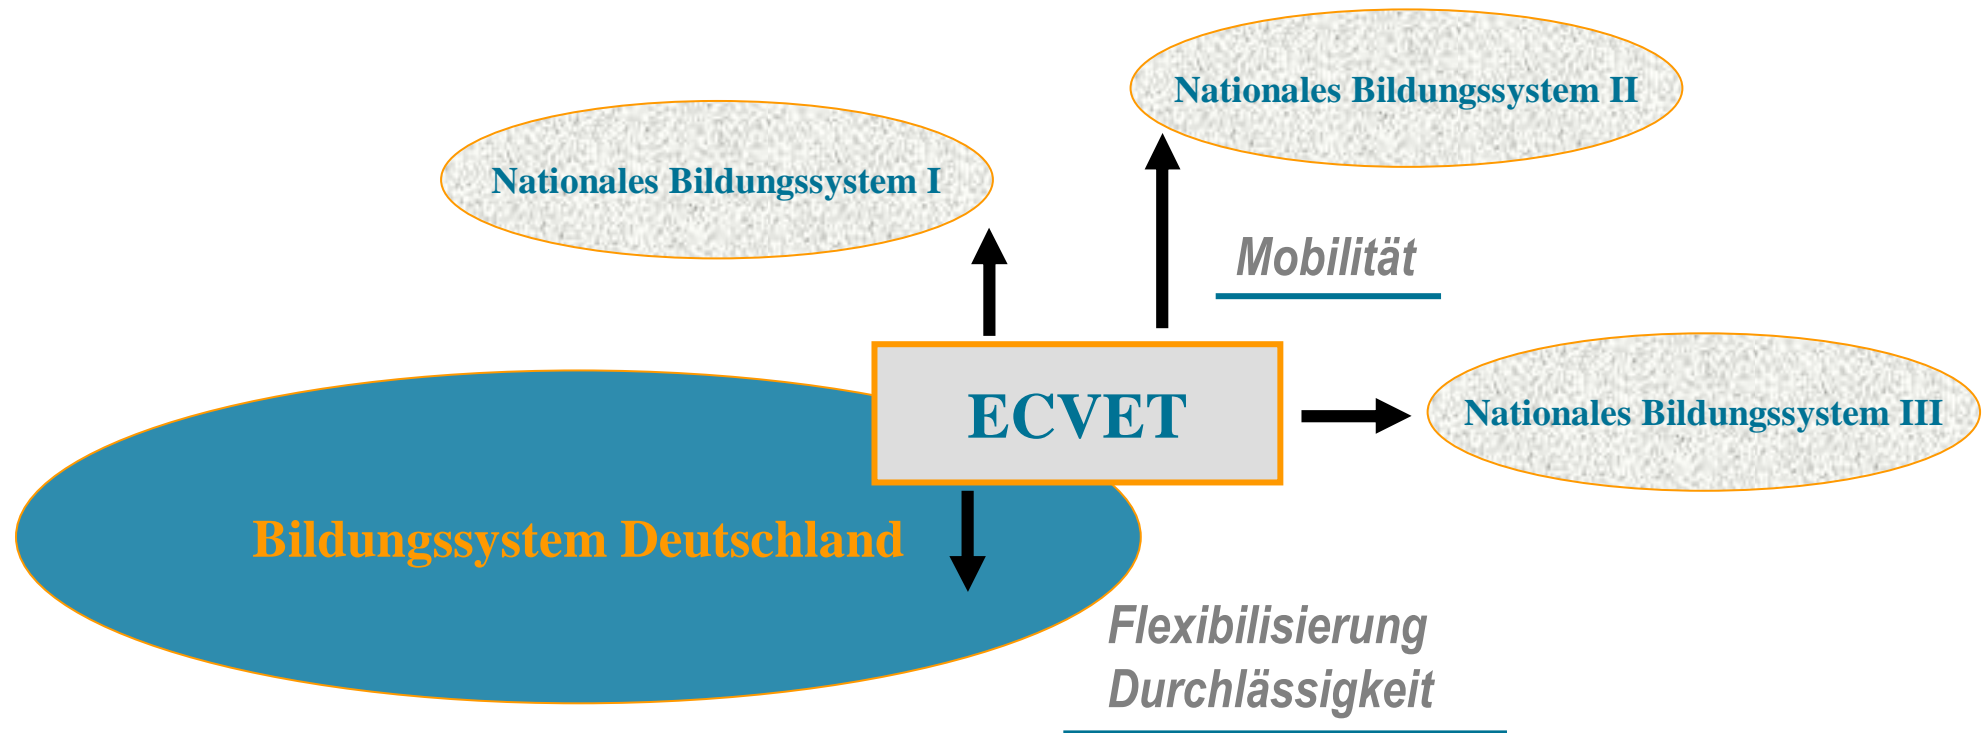 Nationales Bildungssystem II
Nationales Bildungssystem I
Mobilität
ECVET
Nationales Bildungssystem III
Bildungssystem Deutschland
Flexibilisierung
Durchlässigkeit